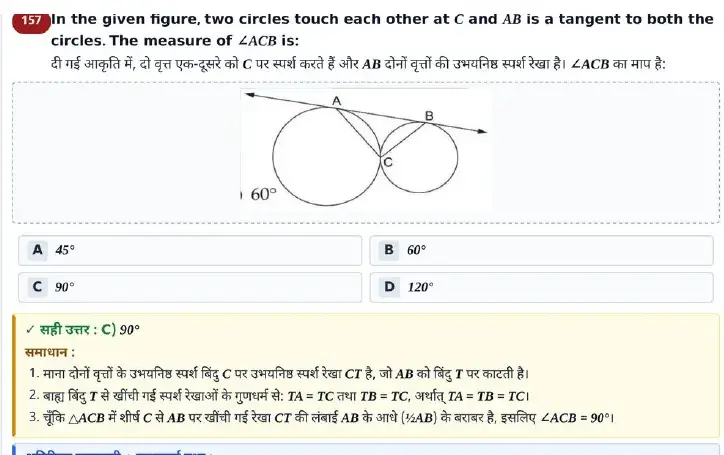 157 In the given figure, two circles touch each other at C and AB is a tangent to both the
circles. The measure of ∠ACB is:
दी गई आकृति में, दो वृत्त एक-दूसरे को C पर स्पर्श करते हैं और AB दोनों वृत्तों की उभयनिष्ठ स्पर्श रेखा है। ∠ACB का माप है:
A
B
C
) 60°
A 45°
B 60°
C 90°
D 120°
✓ सही उत्तर : C) 90°
समाधान :
1. माना दोनों वृत्तों के उभयनिष्ठ स्पर्श बिंदु C पर उभयनिष्ठ स्पर्श रेखा CT है, जो AB को बिंदु T पर काटती है।
2. बाह्य बिंदु T से खींची गई स्पर्श रेखाओं के गुणधर्म से: TA = TC तथा TB = TC, अर्थात् TA = TB = TC।
3. चूँकि △ACB में शीर्ष C से AB पर खींची गई रेखा CT की लंबाई AB के आधे (½AB) के बराबर है, इसलिए ∠ACB = 90°।